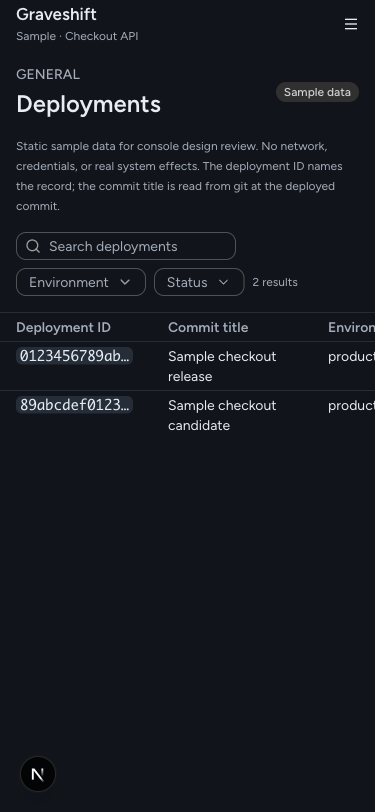 Graveshift
Sample · Checkout API
GENERAL
Deployments
Sample data
Static sample data for console design review. No network,
credentials, or real system effects. The deployment ID names
the record; the commit title is read from git at the deployed
commit.
Search deployments
Environment
Status
2 results
Deployment ID
Commit title
Environ
0123456789ab…
Sample checkout
release
product
89abcdef0123…
Sample checkout
candidate
product
N